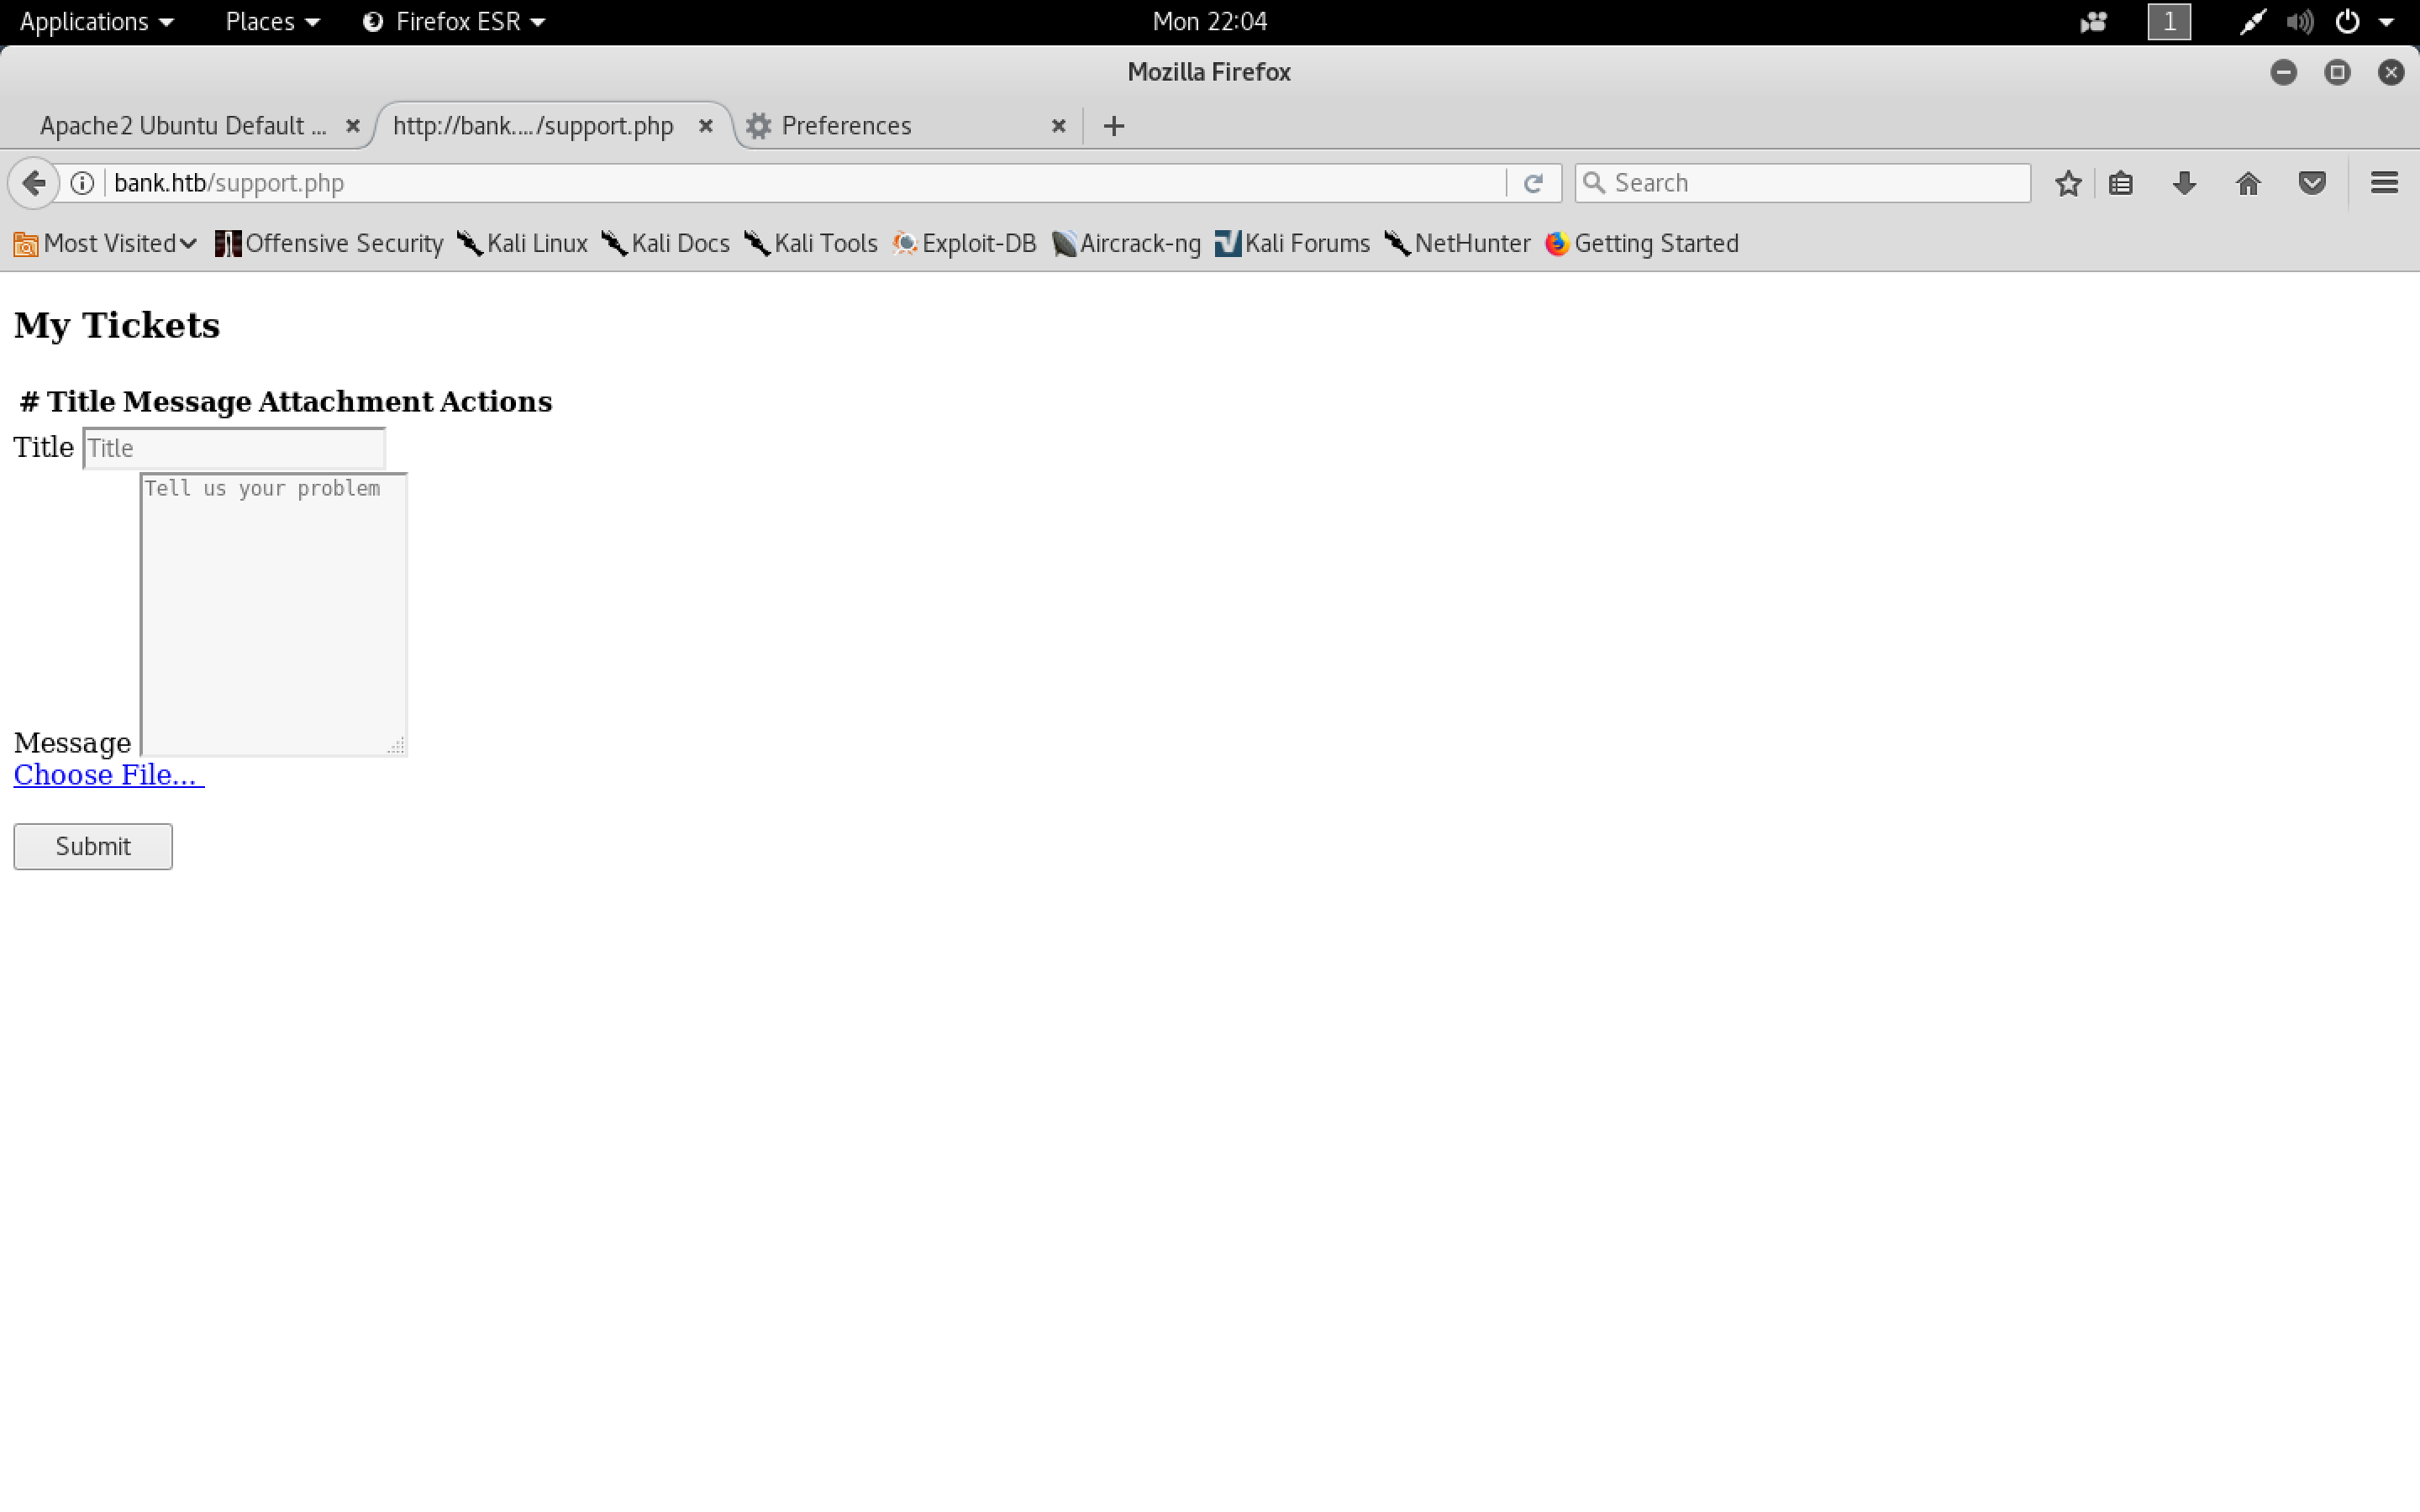 Applications Places Firefox ESR Mon 22:04 1
Mozilla Firefox
Apache2 Ubuntu Default ... http://bank..../support.php Preferences
bank.htb/support.php Search
Most Visited Offensive Security Kali Linux Kali Docs Kali Tools Exploit-DB Aircrack-ng Kali Forums NetHunter Getting Started
My Tickets
# Title Message Attachment Actions
Title Title
Tell us your problem
Message
Choose File...
Submit